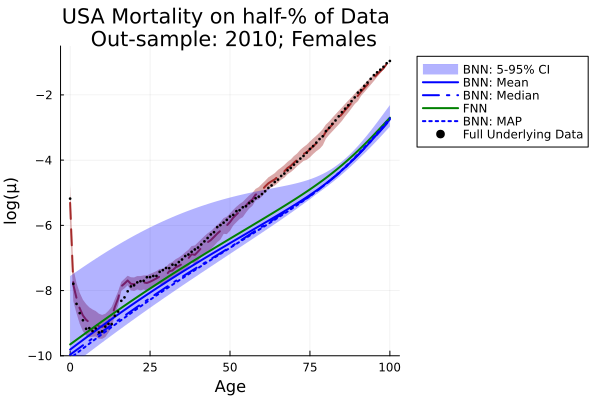 USA Mortality on half-% of Data
Out-sample: 2010; Females
BNN: 5-95% CI
BNN: Mean
BNN: Median
FNN
BNN: MAP
Full Underlying Data
log(μ)
−2
−4
−6
−8
−10
0
25
50
75
100
Age